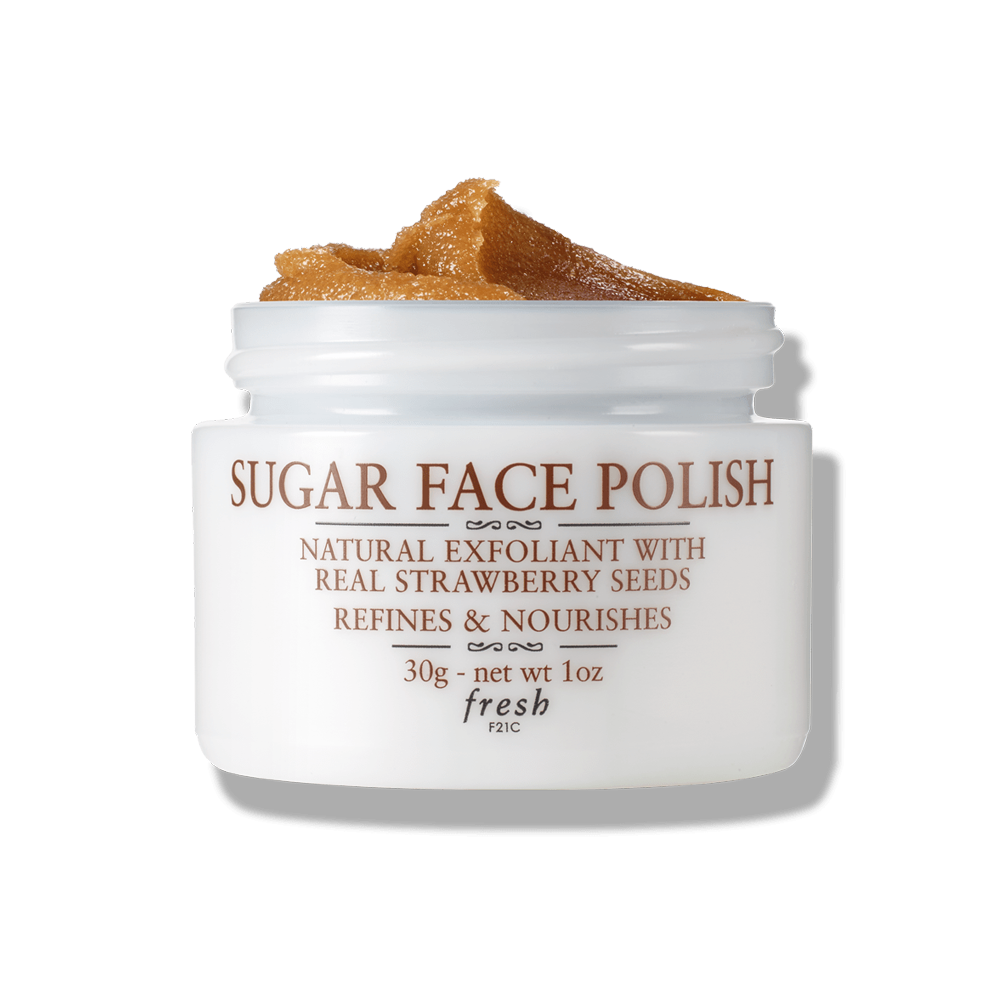 SUGAR FACE POLISH
NATURAL EXFOLIANT WITH
REAL STRAWBERRY SEEDS
REFINES & NOURISHES
30g - net wt 1oz
fresh
F21C